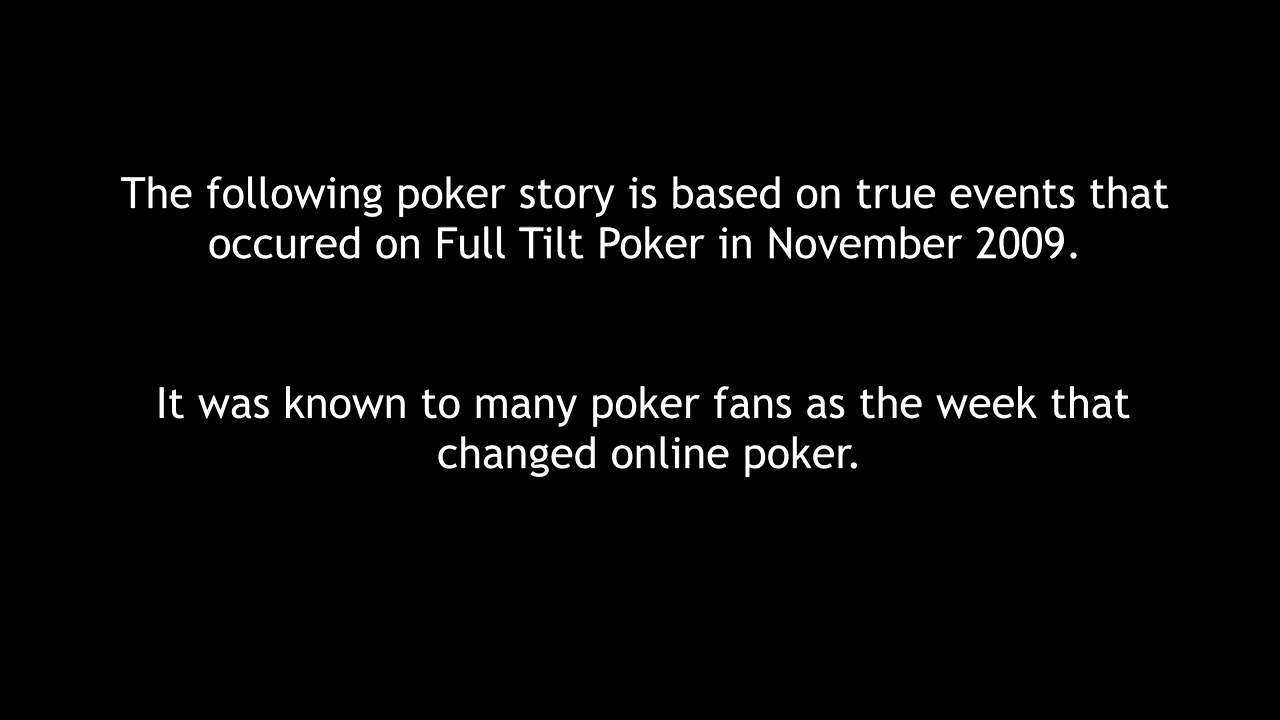 The following poker story is based on true events that
occured on Full Tilt Poker in November 2009.
It was known to many poker fans as the week that
changed online poker.